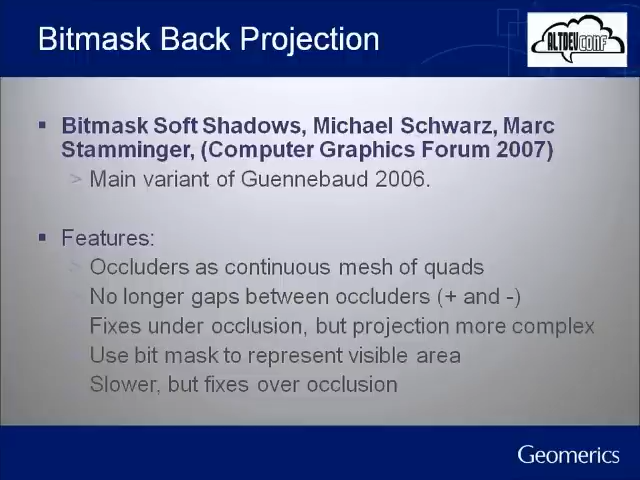 Bitmask Back Projection
ALTDEVCONF
▪ Bitmask Soft Shadows, Michael Schwarz, Marc
Stamminger, (Computer Graphics Forum 2007)
> Main variant of Guennebaud 2006.
▪ Features:
> Occluders as continuous mesh of quads
> No longer gaps between occluders (+ and -)
Fixes under occlusion, but projection more complex
> Use bit mask to represent visible area
Slower, but fixes over occlusion
Geomerics